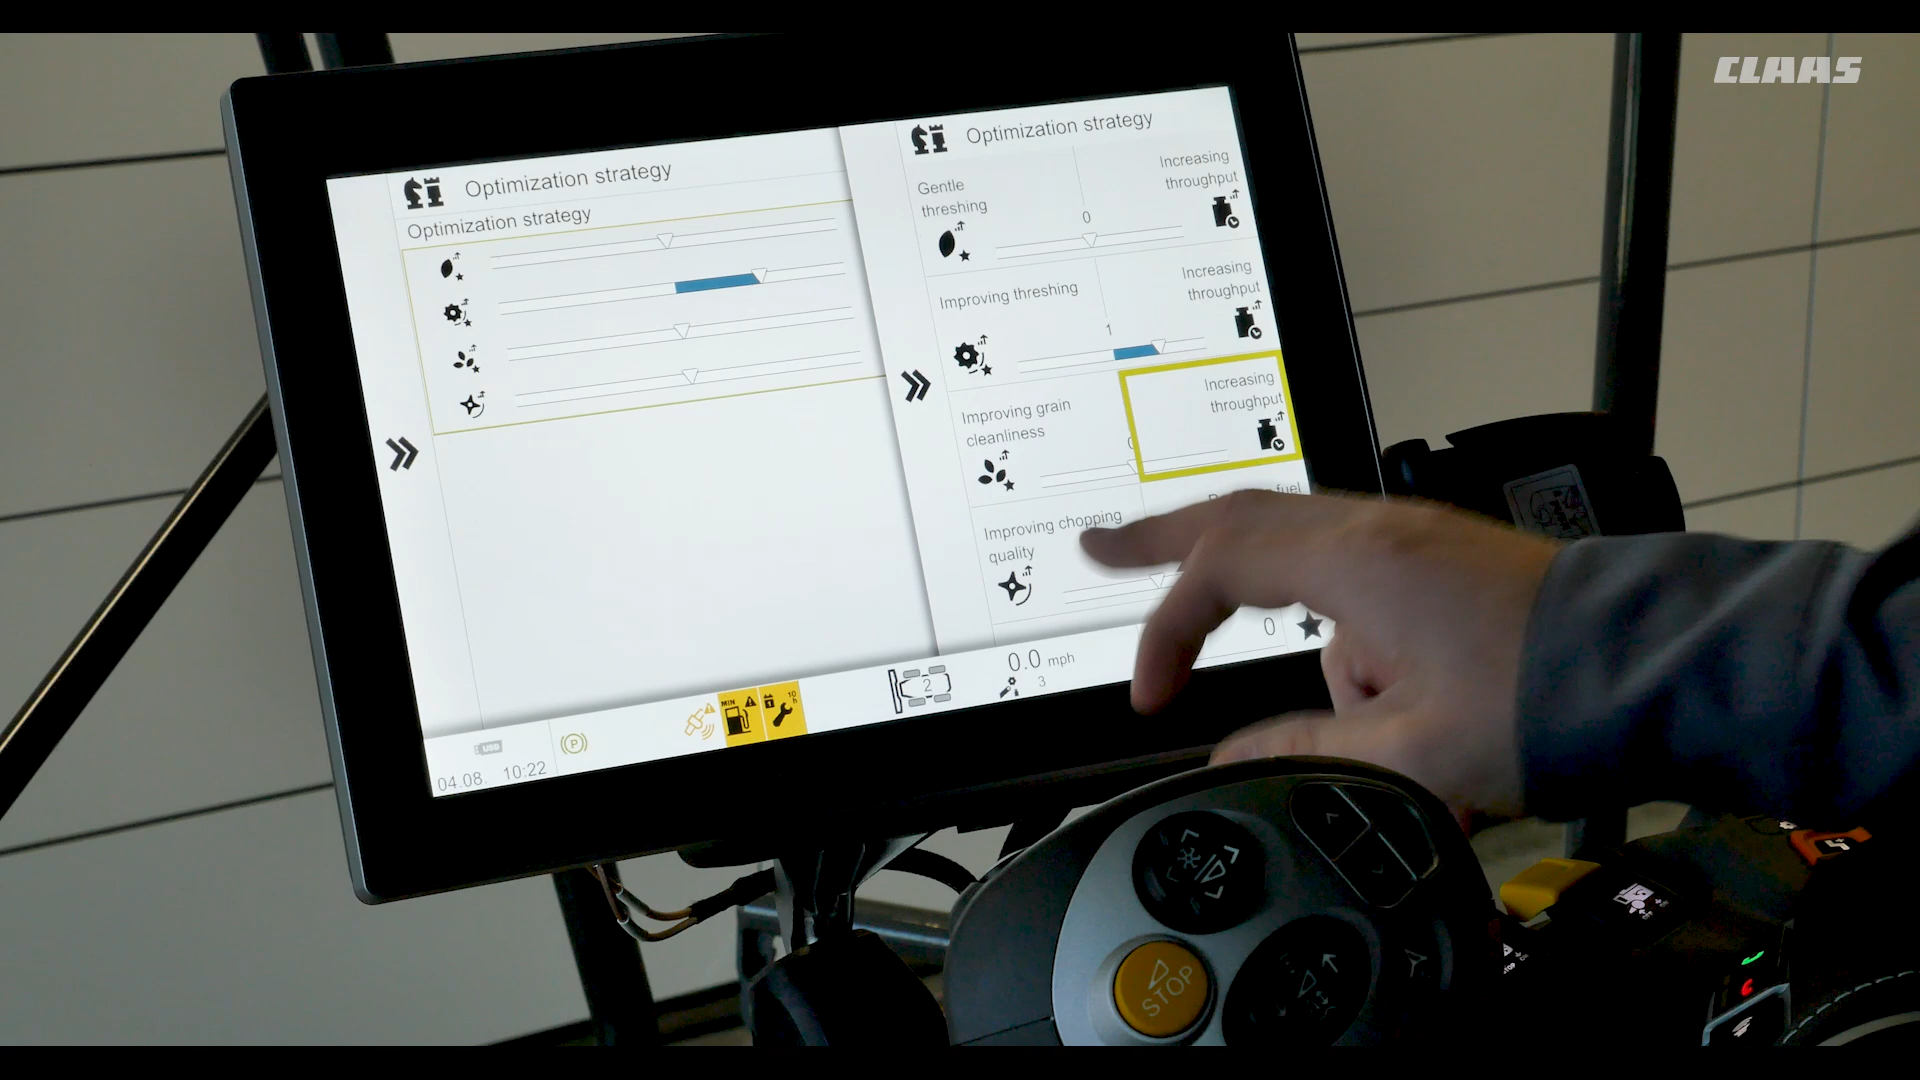 CLAAS
Optimization strategy
Optimization strategy
Optimization strategy
Gentle
threshing
0
Increasing
throughput
Improving threshing
1
Increasing
throughput
Improving grain
cleanliness
Increasing
throughput
Improving chopping
quality
fuel
0
0.0 mph
3
2
MIN
10
h
1
USB
P
04.08. 10:22
STOP